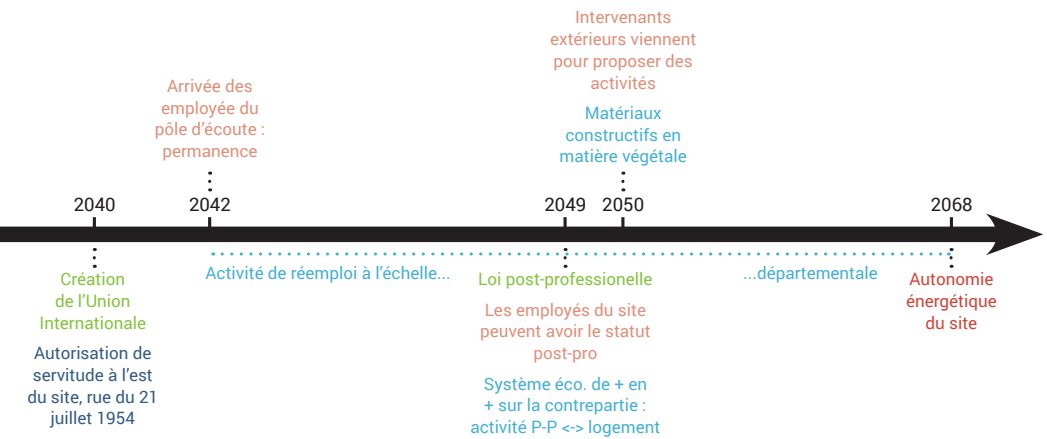 Intervenants
extérieurs viennent
pour proposer des
activités
Matériaux
constructifs en
matière végétale
Arrivée des
employée du
pôle d'écoute :
permanence
2040
2042
2049
2050
2068
Activité de réemploi à l'échelle...
...départementale
Création
de l'Union
Internationale
Autorisation de
servitude à l'est
du site, rue du 21
juillet 1954
Loi post-professionelle
Les employés du site
peuvent avoir le statut
post-pro
Système éco. de + en
+ sur la contrepartie :
activité P-P <-> logement
Autonomie
énergétique
du site